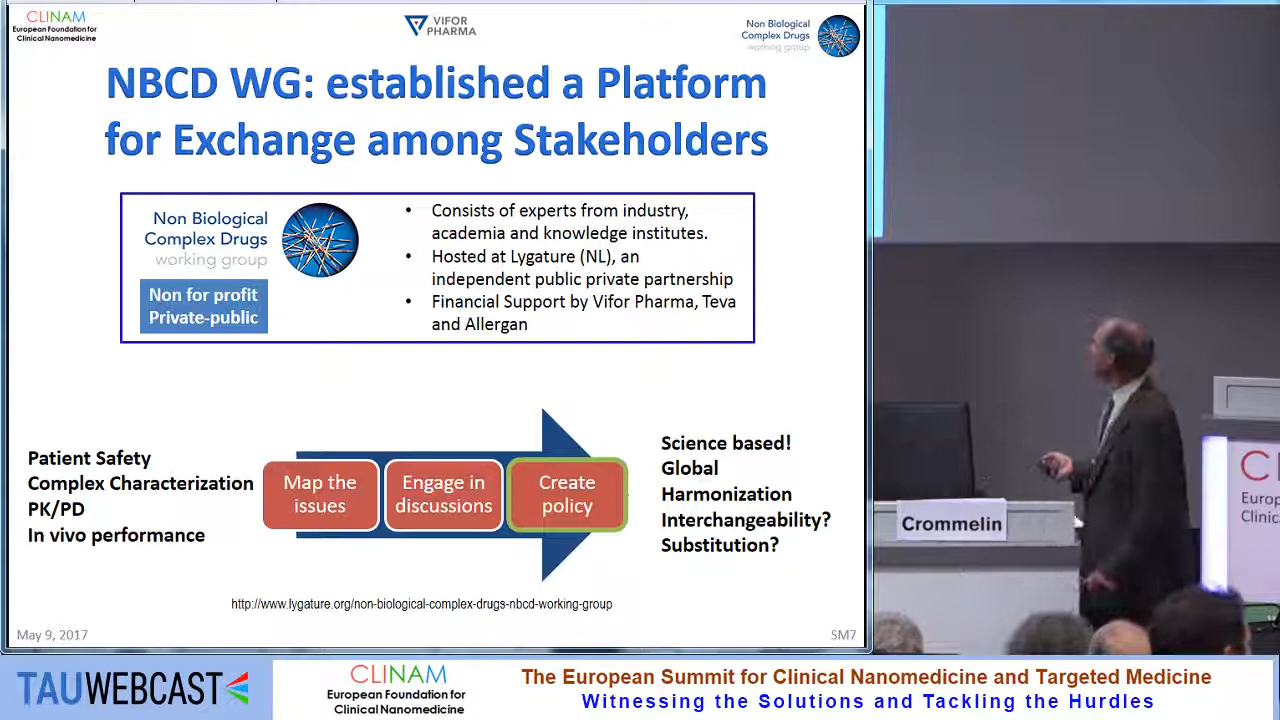 CLINAM
European Foundation for
Clinical Nanomedicine
VIFOR
PHARMA
Non Biological
Complex Drugs
working group
NBCD WG: established a Platform
for Exchange among Stakeholders
Non Biological
Complex Drugs
working group
Non for profit
Private-public
• Consists of experts from industry,
academia and knowledge institutes.
• Hosted at Lygature (NL), an
independent public private partnership
• Financial Support by Vifor Pharma, Teva
and Allergan
Patient Safety
Complex Characterization
PK/PD
In vivo performance
Map the
issues
Engage in
discussions
Create
policy
Science based!
Global
Harmonization
Interchangeability?
Substitution?
http://www.lygature.org/non-biological-complex-drugs-nbcd-working-group
May 9, 2017
SM7
Crommelin
TAUWEBCAST
CLINAM
European Foundation for
Clinical Nanomedicine
The European Summit for Clinical Nanomedicine and Targeted Medicine
Witnessing the Solutions and Tackling the Hurdles